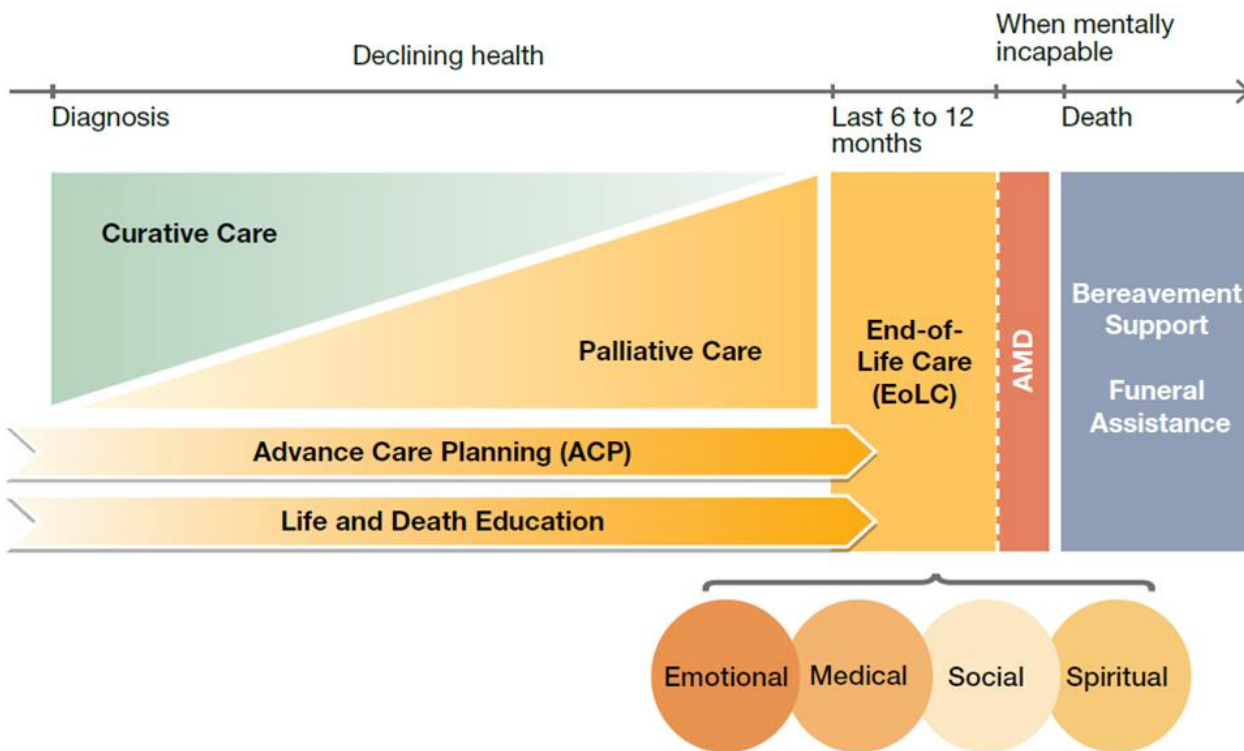 Declining health
When mentally
incapable
Diagnosis
Last 6 to 12
months
Death
Curative Care
Palliative Care
End-of-
Life Care
(EoLC)
AMD
Bereavement
Support
Funeral
Assistance
Advance Care Planning (ACP)
Life and Death Education
Emotional
Medical
Social
Spiritual